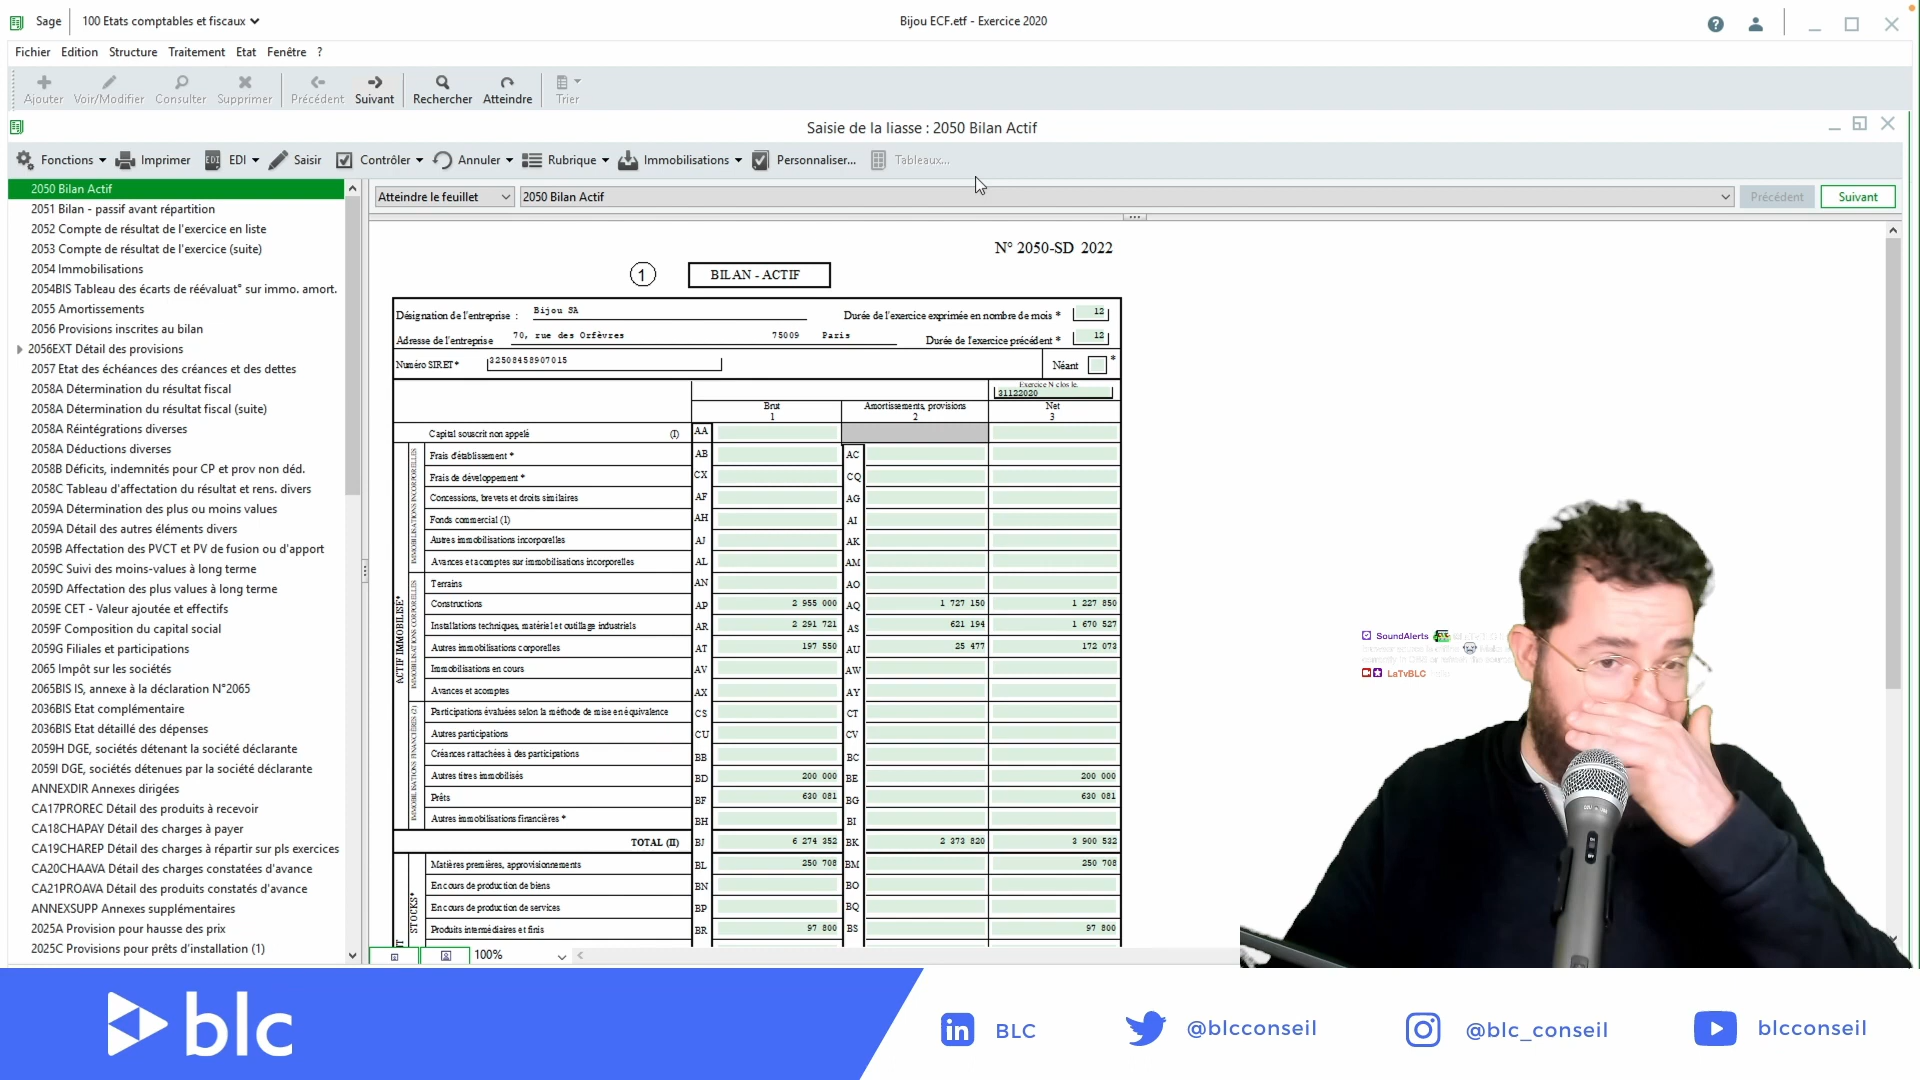 Sage 100 Etats comptables et fiscaux Bijou ECF.etf - Exercice 2020
Fichier Edition Structure Traitement Etat Fenêtre ?
Ajouter Voir/Modifier Consulter Supprimer Précédent Suivant Rechercher Atteindre Trier
Saisie de la liasse : 2050 Bilan Actif
Fonctions Imprimer EDI EDI Saisir Contrôler Annuler Rubrique Immobilisations Personnaliser... Tableaux...
2050 Bilan Actif
2051 Bilan - passif avant répartition
2052 Compte de résultat de l'exercice en liste
2053 Compte de résultat de l'exercice (suite)
2054 Immobilisations
2054BIS Tableau des écarts de réévaluat° sur immo. amort.
2055 Amortissements
2056 Provisions inscrites au bilan
2056EXT Détail des provisions
2057 Etat des échéances des créances et des dettes
2058A Détermination du résultat fiscal
2058A Détermination du résultat fiscal (suite)
2058A Réintégrations diverses
2058A Déductions diverses
2058B Déficits, indemnités pour CP et prov non déd.
2058C Tableau d'affectation du résultat et rens. divers
2059A Détermination des plus ou moins values
2059A Détail des autres éléments divers
2059B Affectation des PVCT et PV de fusion ou d'apport
2059C Suivi des moins-values à long terme
2059D Affectation des plus values à long terme
2059E CET - Valeur ajoutée et effectifs
2059F Composition du capital social
2059G Filiales et participations
2065 Impôt sur les sociétés
2065BIS IS, annexe à la déclaration N°2065
2036BIS Etat complémentaire
2036BIS Etat détaillé des dépenses
2059H DGE, sociétés détenant la société déclarante
2059I DGE, sociétés détenues par la société déclarante
ANNEXDIR Annexes dirigées
CA17PROREC Détail des produits à recevoir
CA18CHAPAY Détail des charges à payer
CA19CHAREP Détail des charges à répartir sur pls exercices
CA20CHAAVA Détail des charges constatées d'avance
CA21PROAVA Détail des produits constatés d'avance
ANNEXSUPP Annexes supplémentaires
2025A Provision pour hausse des prix
2025C Provisions pour prêts d'installation (1)
Atteindre le feuillet 2050 Bilan Actif Précédent Suivant
N° 2050-SD 2022
1 BILAN - ACTIF
Désignation de l'entreprise : Bijou SA Durée de l'exercice exprimée en nombre de mois * 12
Adresse de l'entreprise 70, rue des Orfèvres 75009 Paris Durée de l'exercice précédent * 12
Numéro SIRET * 32508458907015 Néant *
Exercice N clos le,
31122020
Brut Amortissements, provisions Net
1 2 3
Capital souscrit non appelé (I) AA
ACTIF IMMOBILISÉ*
IMMOBILISATIONS INCORPORELLES
Frais d'établissement * AB AC
Frais de développement * CX CQ
Concessions, brevets et droits similaires AF AG
Fonds commercial (1) AH AI
Autres immobilisations incorporelles AJ AK
Avances et acomptes sur immobilisations incorporelles AL AM
IMMOBILISATIONS CORPORELLES
Terrains AN AO
Constructions AP 2 955 000 AQ 1 727 150 1 227 850
Installations techniques, matériel et outillage industriels AR 2 291 721 AS 621 194 1 670 527
Autres immobilisations corporelles AT 197 550 AU 25 477 172 073
Immobilisations en cours AV AW
Avances et acomptes AX AY
IMMOBILISATIONS FINANCIÈRES (2)
Participations évaluées selon la méthode de mise en équivalence CS CT
Autres participations CU CV
Créances rattachées à des participations BB BC
Autres titres immobilisés BD 200 000 BE 200 000
Prêts BF 630 081 BG 630 081
Autres immobilisations financières * BH BI
TOTAL (II) BJ 6 274 352 BK 2 373 820 3 900 532
STOCKS*
Matières premières, approvisionnements BL 250 708 BM 250 708
En cours de production de biens BN BO
En cours de production de services BP BQ
Produits intermédiaires et finis BR 97 800 BS 97 800
100%
SoundAlerts
LaTvBLC
blc
BLC @blcconseil @blc_conseil blcconseil